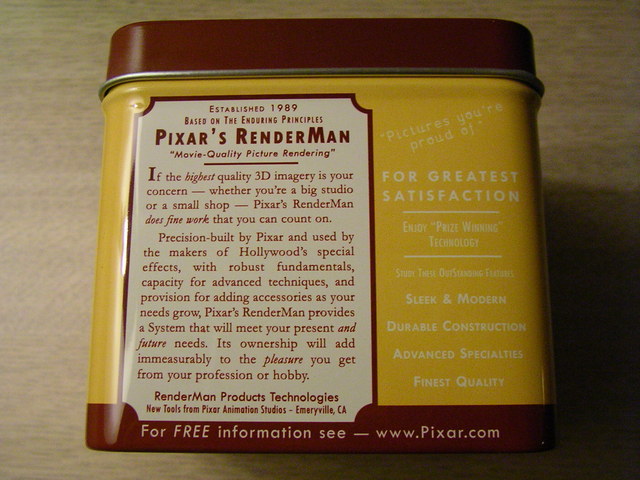 ESTABLISHED 1989
BASED ON THE ENDURING PRINCIPLES
PIXAR'S RENDERMAN
"Movie-Quality Picture Rendering"
If the highest quality 3D imagery is your
concern — whether you're a big studio
or a small shop — Pixar's RenderMan
does fine work that you can count on.
Precision-built by Pixar and used by
the makers of Hollywood's special
effects, with robust fundamentals,
capacity for advanced techniques, and
provision for adding accessories as your
needs grow, Pixar's RenderMan provides
a System that will meet your present and
future needs. Its ownership will add
immeasurably to the pleasure you get
from your profession or hobby.
RenderMan Products Technologies
New Tools from Pixar Animation Studios - Emeryville, CA
"Pictures you're
proud of"
FOR GREATEST
SATISFACTION
ENJOY "PRIZE WINNING"
TECHNOLOGY
STUDY THESE OUTSTANDING FEATURES
SLEEK & MODERN
DURABLE CONSTRUCTION
ADVANCED SPECIALTIES
FINEST QUALITY
For FREE information see — www.Pixar.com